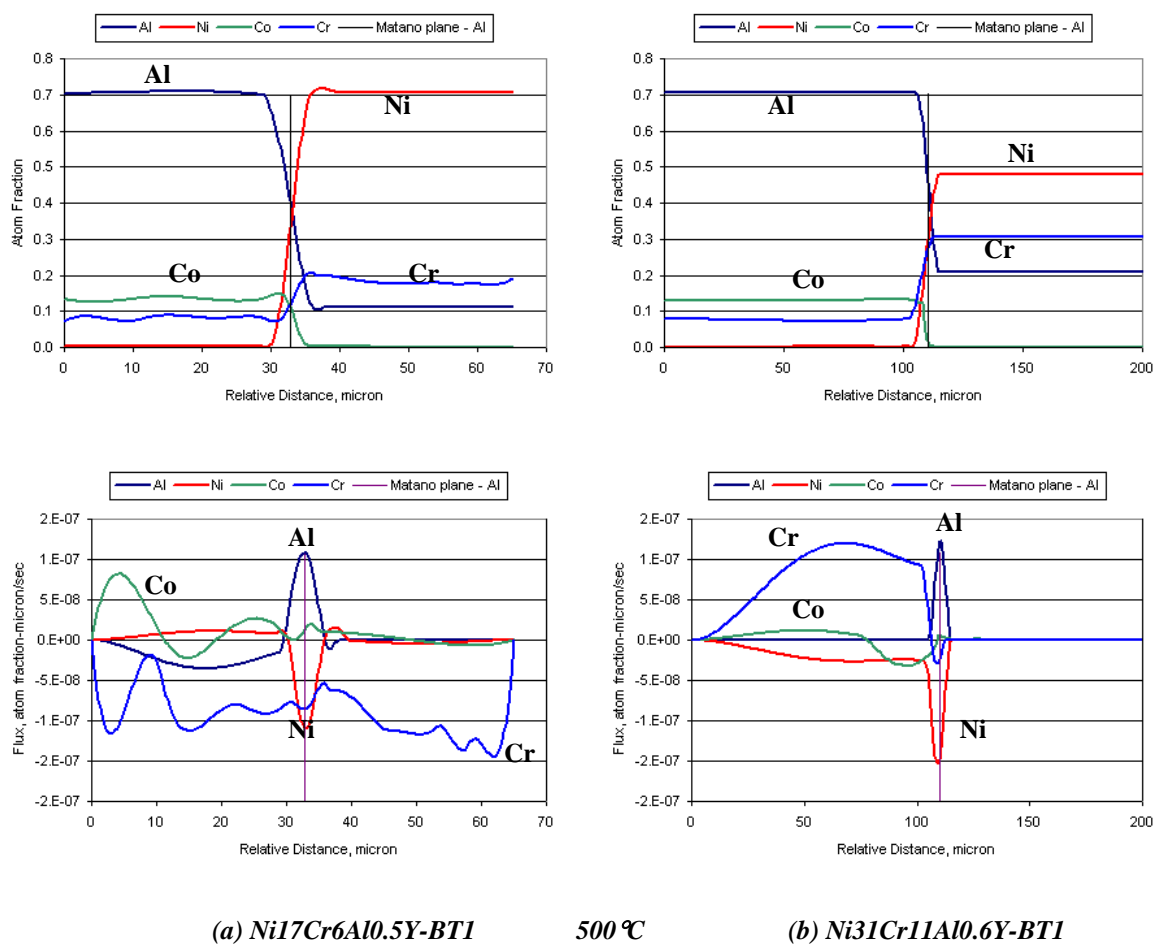 Al Ni Co Cr Matano plane - Al
0.8
0.7
0.6
0.5
0.4
0.3
0.2
0.1
0.0
Atom Fraction
Al
Ni
Co
Cr
0 10 20 30 40 50 60 70
Relative Distance, micron
Al Ni Co Cr Matano plane - Al
0.8
0.7
0.6
0.5
0.4
0.3
0.2
0.1
0.0
Atom Fraction
Al
Ni
Cr
Co
0 50 100 150 200
Relative Distance, micron
Al Ni Co Cr Matano plane - Al
2.E-07
1.E-07
5.E-08
0.E+00
-5.E-08
-1.E-07
-2.E-07
-2.E-07
Flux, atom fraction-micron/sec
Al
Co
Ni
Cr
0 10 20 30 40 50 60 70
Relative Distance, micron
Al Ni Co Cr Matano plane - Al
2.E-07
1.E-07
5.E-08
0.E+00
-5.E-08
-1.E-07
-2.E-07
-2.E-07
Flux, atom fraction-micron/sec
Al
Cr
Co
Ni
0 50 100 150 200
Relative Distance, micron
(a) Ni17Cr6Al0.5Y-BT1 500°C (b) Ni31Cr11Al0.6Y-BT1